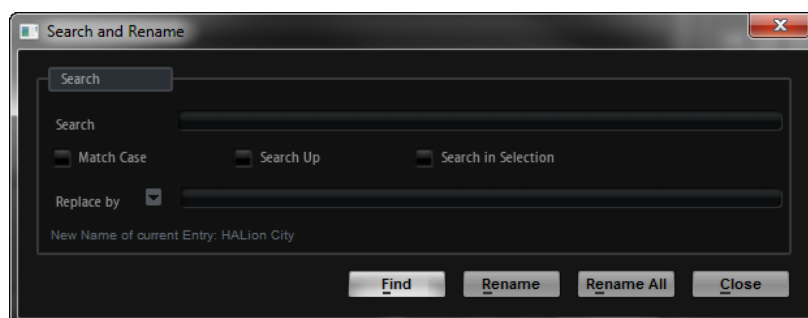 Search and Rename
Search
Search
Match Case Search Up Search in Selection
Replace by
New Name of current Entry: HALion City
Find Rename Rename All Close